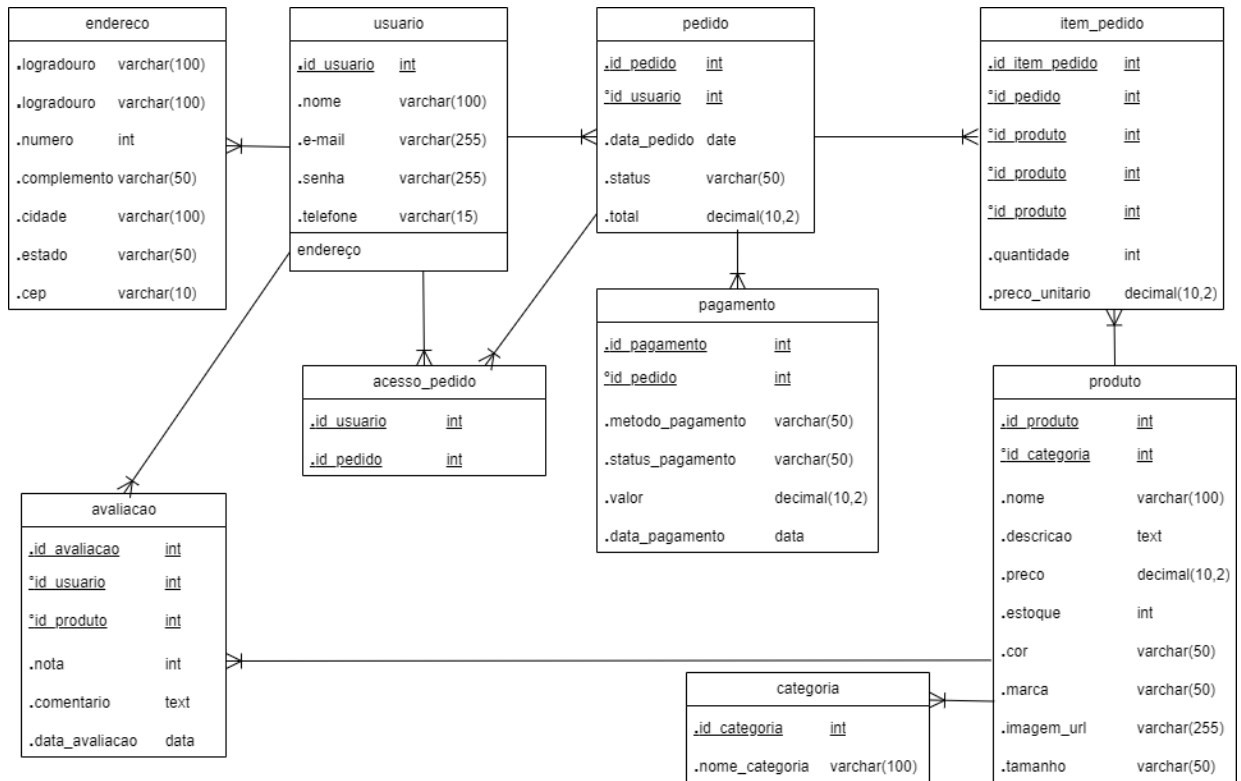 endereco
.logradouro varchar(100)
.logradouro varchar(100)
.numero int
.complemento varchar(50)
.cidade varchar(100)
.estado varchar(50)
.cep varchar(10)
usuario
.id_usuario int
.nome varchar(100)
.e-mail varchar(255)
.senha varchar(255)
.telefone varchar(15)
endereço
pedido
.id_pedido int
°id_usuario int
.data_pedido date
.status varchar(50)
.total decimal(10,2)
item_pedido
.id_item_pedido int
°id_pedido int
°id_produto int
°id_produto int
°id_produto int
.quantidade int
.preco_unitario decimal(10,2)
acesso_pedido
.id_usuario int
.id_pedido int
pagamento
.id_pagamento int
°id_pedido int
.metodo_pagamento varchar(50)
.status_pagamento varchar(50)
.valor decimal(10,2)
.data_pagamento data
produto
.id_produto int
°id_categoria int
.nome varchar(100)
.descricao text
.preco decimal(10,2)
.estoque int
.cor varchar(50)
.marca varchar(50)
.imagem_url varchar(255)
.tamanho varchar(50)
avaliacao
.id_avaliacao int
°id_usuario int
°id_produto int
.nota int
.comentario text
.data_avaliacao data
categoria
.id_categoria int
.nome_categoria varchar(100)